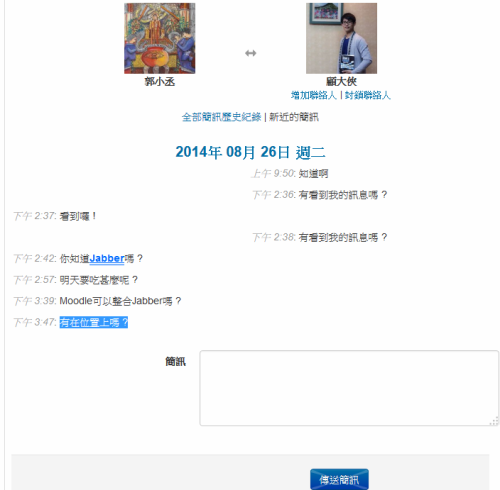 郭小丞
顧大俠
增加聯絡人 | 封鎖聯絡人
全部簡訊歷史紀錄 | 新近的簡訊
2014年 08月 26日 週二
上午 9:50: 知道啊
下午 2:36: 有看到我的訊息嗎？
下午 2:37: 看到囉！
下午 2:38: 有看到我的訊息嗎？
下午 2:42: 你知道Jabber嗎？
下午 2:57: 明天要吃甚麼呢？
下午 3:39: Moodle可以整合Jabber嗎？
下午 3:47: 有在位置上嗎？
簡訊
傳送簡訊